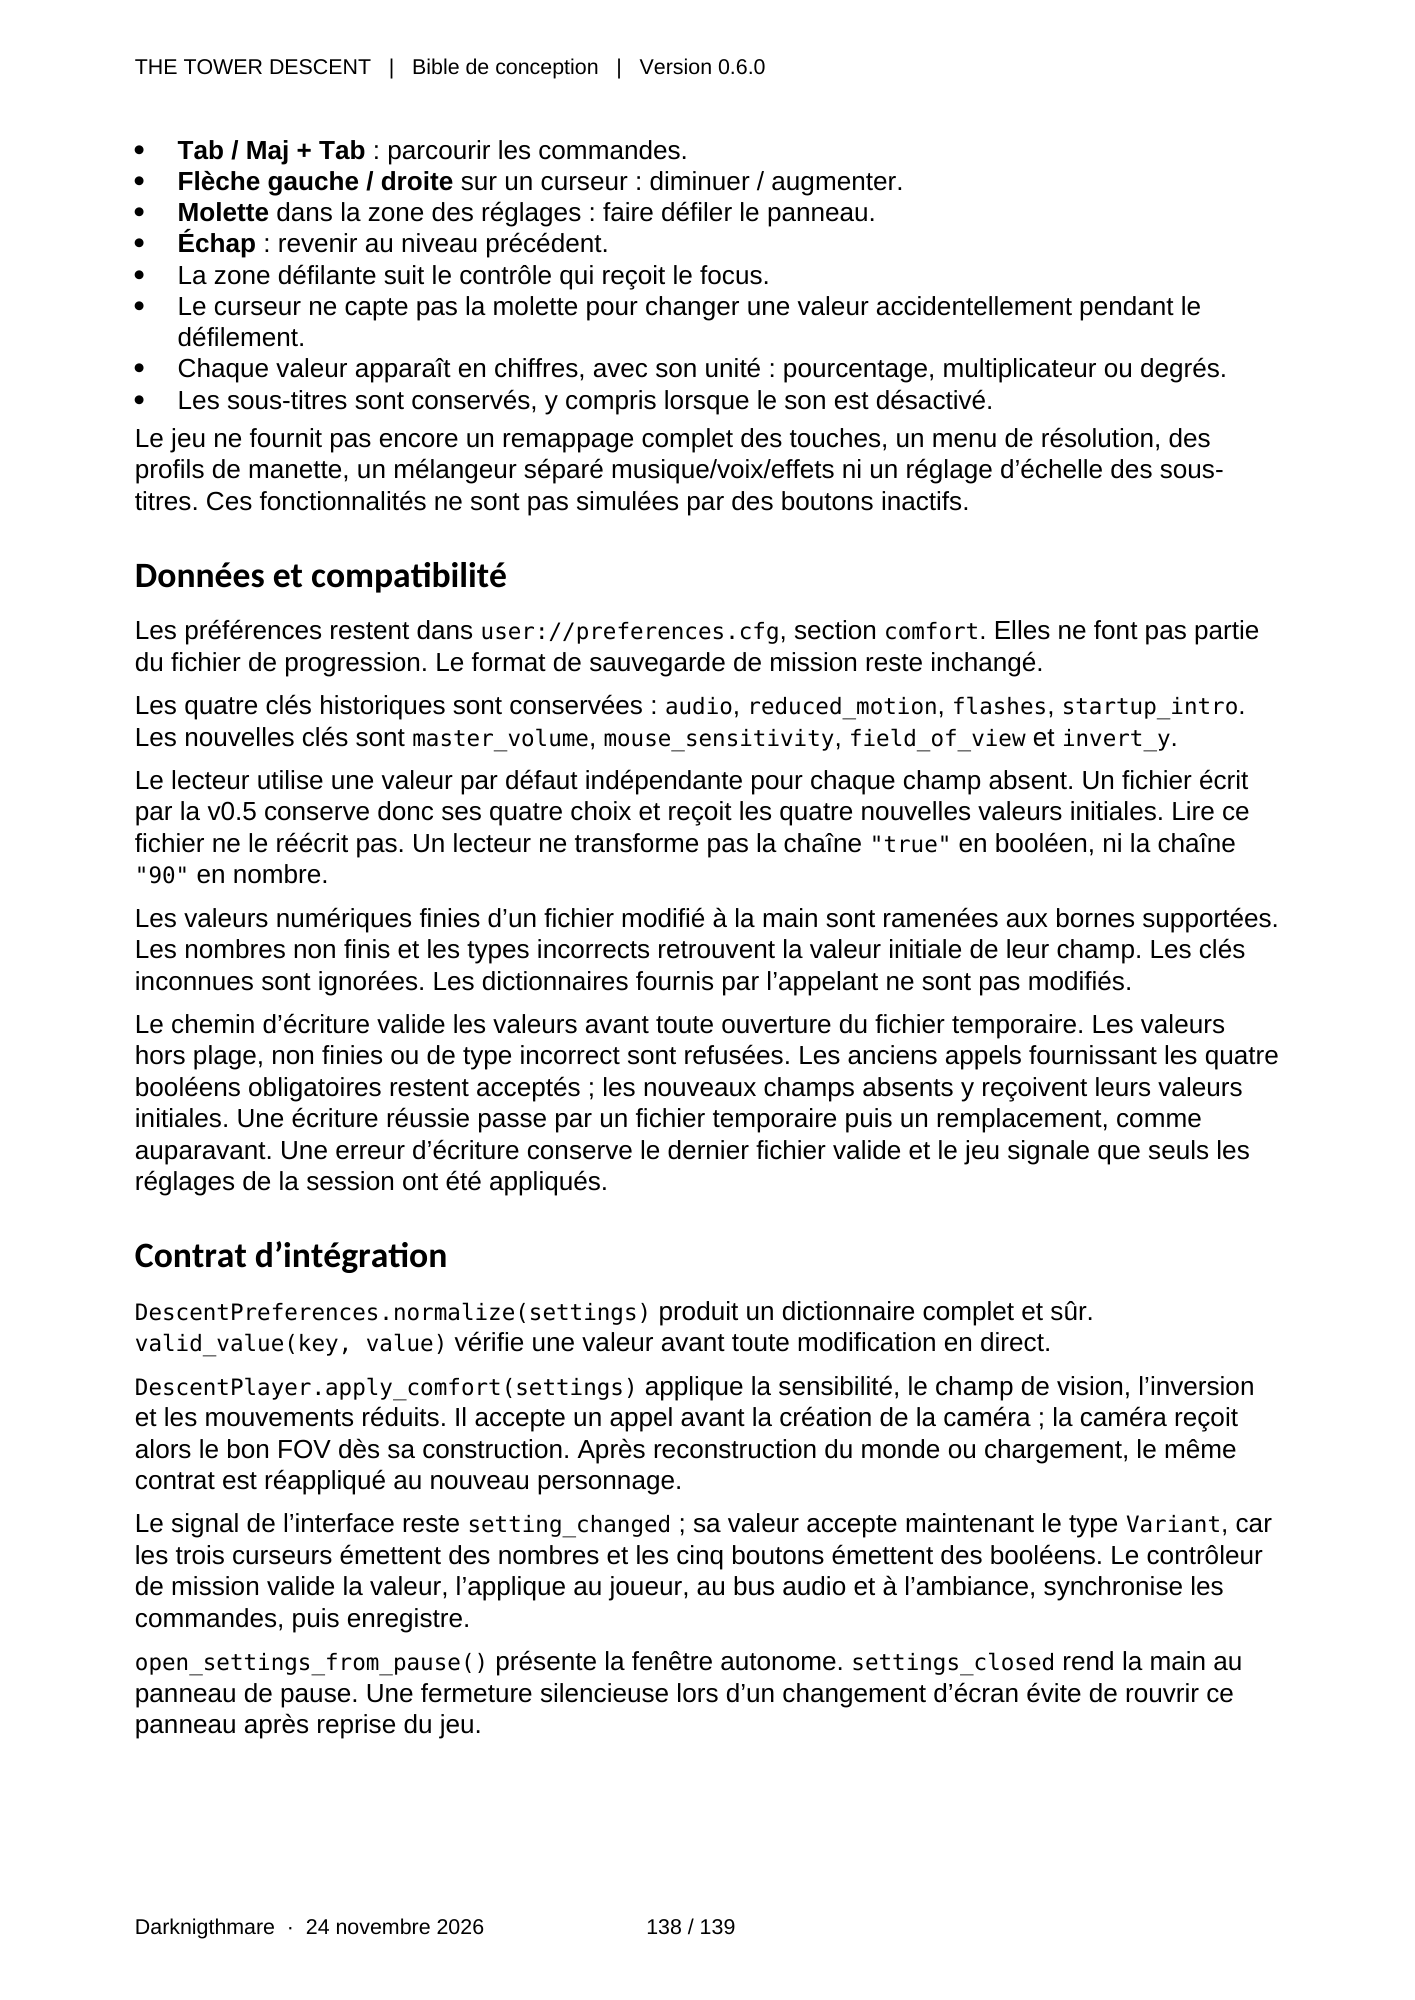 THE TOWER DESCENT | Bible de conception | Version 0.6.0
• Tab / Maj + Tab : parcourir les commandes.
• Flèche gauche / droite sur un curseur : diminuer / augmenter.
• Molette dans la zone des réglages : faire défiler le panneau.
• Échap : revenir au niveau précédent.
• La zone défilante suit le contrôle qui reçoit le focus.
• Le curseur ne capte pas la molette pour changer une valeur accidentellement pendant le
défilement.
• Chaque valeur apparaît en chiffres, avec son unité : pourcentage, multiplicateur ou degrés.
• Les sous-titres sont conservés, y compris lorsque le son est désactivé.
Le jeu ne fournit pas encore un remappage complet des touches, un menu de résolution, des
profils de manette, un mélangeur séparé musique/voix/effets ni un réglage d’échelle des sous-
titres. Ces fonctionnalités ne sont pas simulées par des boutons inactifs.
Données et compatibilité
Les préférences restent dans user://preferences.cfg, section comfort. Elles ne font pas partie
du fichier de progression. Le format de sauvegarde de mission reste inchangé.
Les quatre clés historiques sont conservées : audio, reduced_motion, flashes, startup_intro.
Les nouvelles clés sont master_volume, mouse_sensitivity, field_of_view et invert_y.
Le lecteur utilise une valeur par défaut indépendante pour chaque champ absent. Un fichier écrit
par la v0.5 conserve donc ses quatre choix et reçoit les quatre nouvelles valeurs initiales. Lire ce
fichier ne le réécrit pas. Un lecteur ne transforme pas la chaîne "true" en booléen, ni la chaîne
"90" en nombre.
Les valeurs numériques finies d’un fichier modifié à la main sont ramenées aux bornes supportées.
Les nombres non finis et les types incorrects retrouvent la valeur initiale de leur champ. Les clés
inconnues sont ignorées. Les dictionnaires fournis par l’appelant ne sont pas modifiés.
Le chemin d’écriture valide les valeurs avant toute ouverture du fichier temporaire. Les valeurs
hors plage, non finies ou de type incorrect sont refusées. Les anciens appels fournissant les quatre
booléens obligatoires restent acceptés ; les nouveaux champs absents y reçoivent leurs valeurs
initiales. Une écriture réussie passe par un fichier temporaire puis un remplacement, comme
auparavant. Une erreur d’écriture conserve le dernier fichier valide et le jeu signale que seuls les
réglages de la session ont été appliqués.
Contrat d’intégration
DescentPreferences.normalize(settings) produit un dictionnaire complet et sûr.
valid_value(key, value) vérifie une valeur avant toute modification en direct.
DescentPlayer.apply_comfort(settings) applique la sensibilité, le champ de vision, l’inversion
et les mouvements réduits. Il accepte un appel avant la création de la caméra ; la caméra reçoit
alors le bon FOV dès sa construction. Après reconstruction du monde ou chargement, le même
contrat est réappliqué au nouveau personnage.
Le signal de l’interface reste setting_changed ; sa valeur accepte maintenant le type Variant, car
les trois curseurs émettent des nombres et les cinq boutons émettent des booléens. Le contrôleur
de mission valide la valeur, l’applique au joueur, au bus audio et à l’ambiance, synchronise les
commandes, puis enregistre.
open_settings_from_pause() présente la fenêtre autonome. settings_closed rend la main au
panneau de pause. Une fermeture silencieuse lors d’un changement d’écran évite de rouvrir ce
panneau après reprise du jeu.
Darknigthmare · 24 novembre 2026 138 / 139